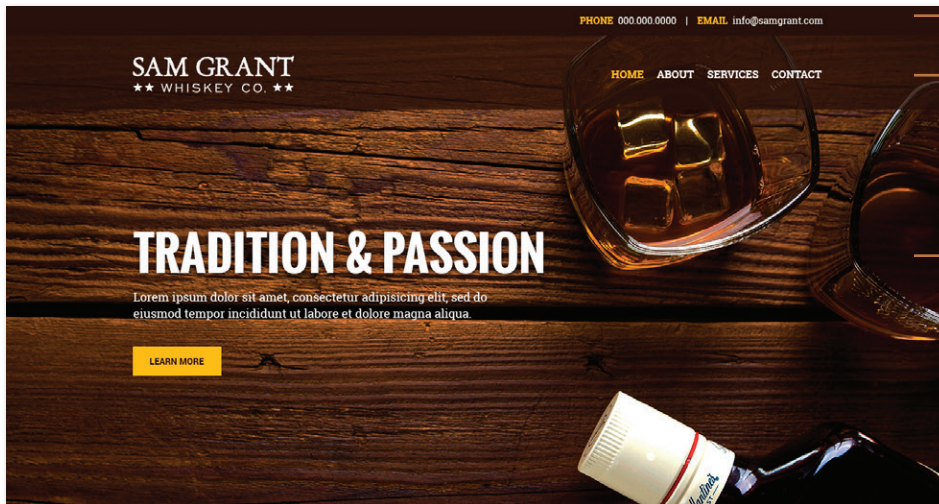 PHONE 000.000.0000 | EMAIL info@samgrant.com
SAM GRANT
★★ WHISKEY CO. ★★
HOME ABOUT SERVICES CONTACT
TRADITION & PASSION
Lorem ipsum dolor sit amet, consectetur adipisicing elit, sed do
eiusmod tempor incididunt ut labore et dolore magna aliqua.
LEARN MORE